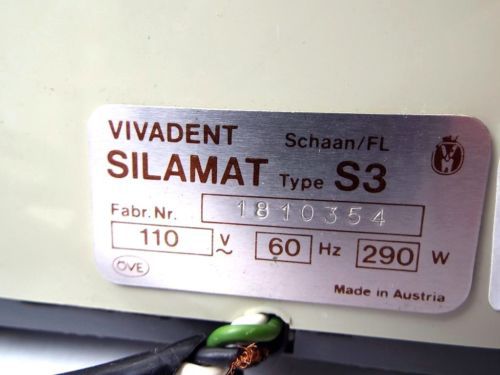 VIVADENT Schaan/FL
SILAMAT Type S3
Fabr. Nr. 1810354
110 V~ 60 Hz 290 W
ÖVE Made in Austria